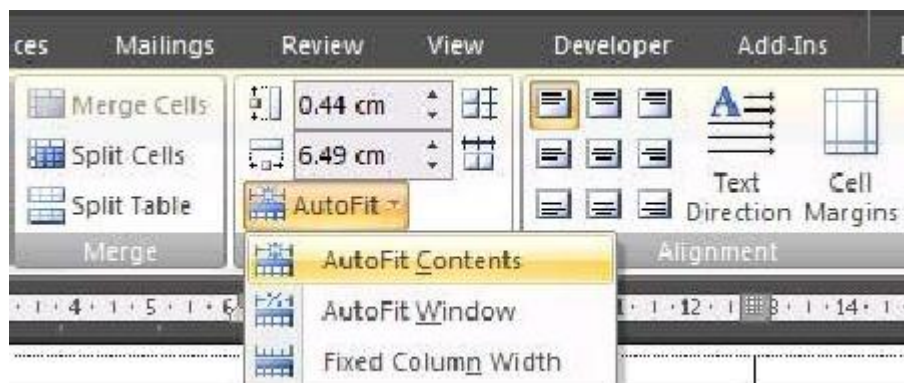 ces Mailings Review View Developer Add-Ins
Merge Cells 0.44 cm
Split Cells 6.49 cm
Split Table AutoFit Text Direction Cell Margins
Merge Alignment
AutoFit Contents
AutoFit Window
Fixed Column Width